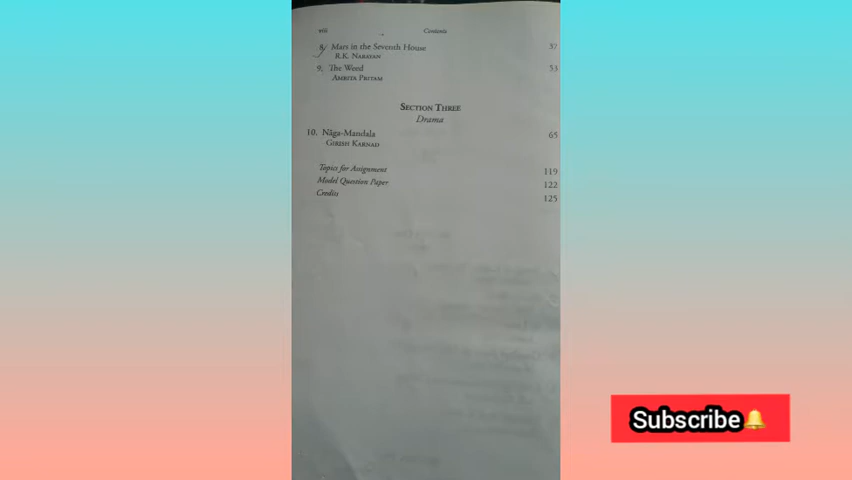 viii Contents
8. Mars in the Seventh House 37
R.K. Narayan
9. The Weed 53
Amrita Pritam
Section Three
Drama
10. Nāga-Mandala 65
Girish Karnad
Topics for Assignment 119
Model Question Paper 122
Credits 125
Subscribe